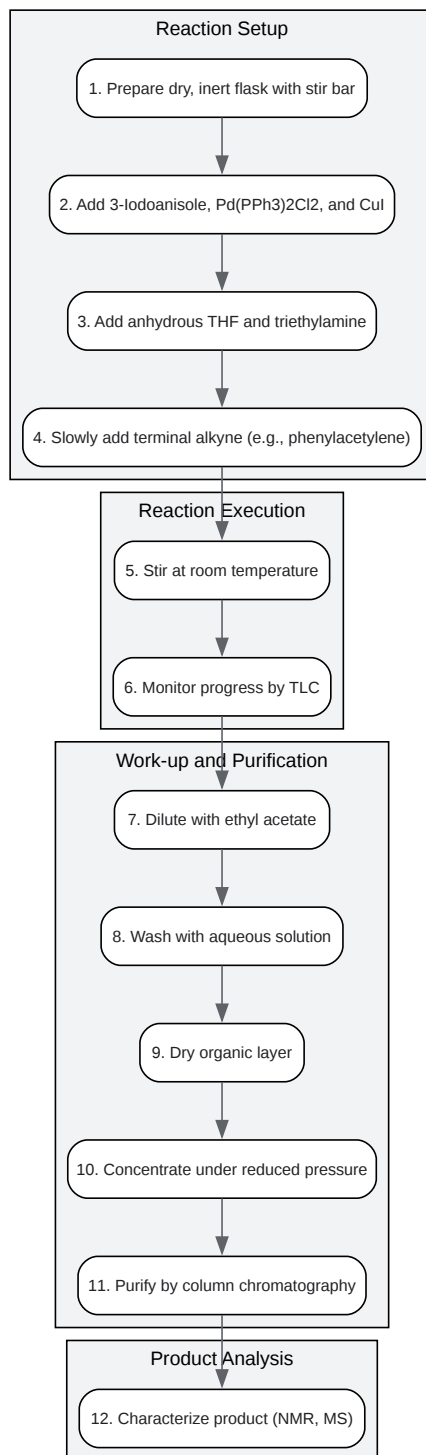 Reaction Setup
1. Prepare dry, inert flask with stir bar
2. Add 3-Iodoanisole, Pd(PPh3)2Cl2, and CuI
3. Add anhydrous THF and triethylamine
4. Slowly add terminal alkyne (e.g., phenylacetylene)
Reaction Execution
5. Stir at room temperature
6. Monitor progress by TLC
Work-up and Purification
7. Dilute with ethyl acetate
8. Wash with aqueous solution
9. Dry organic layer
10. Concentrate under reduced pressure
11. Purify by column chromatography
Product Analysis
12. Characterize product (NMR, MS)